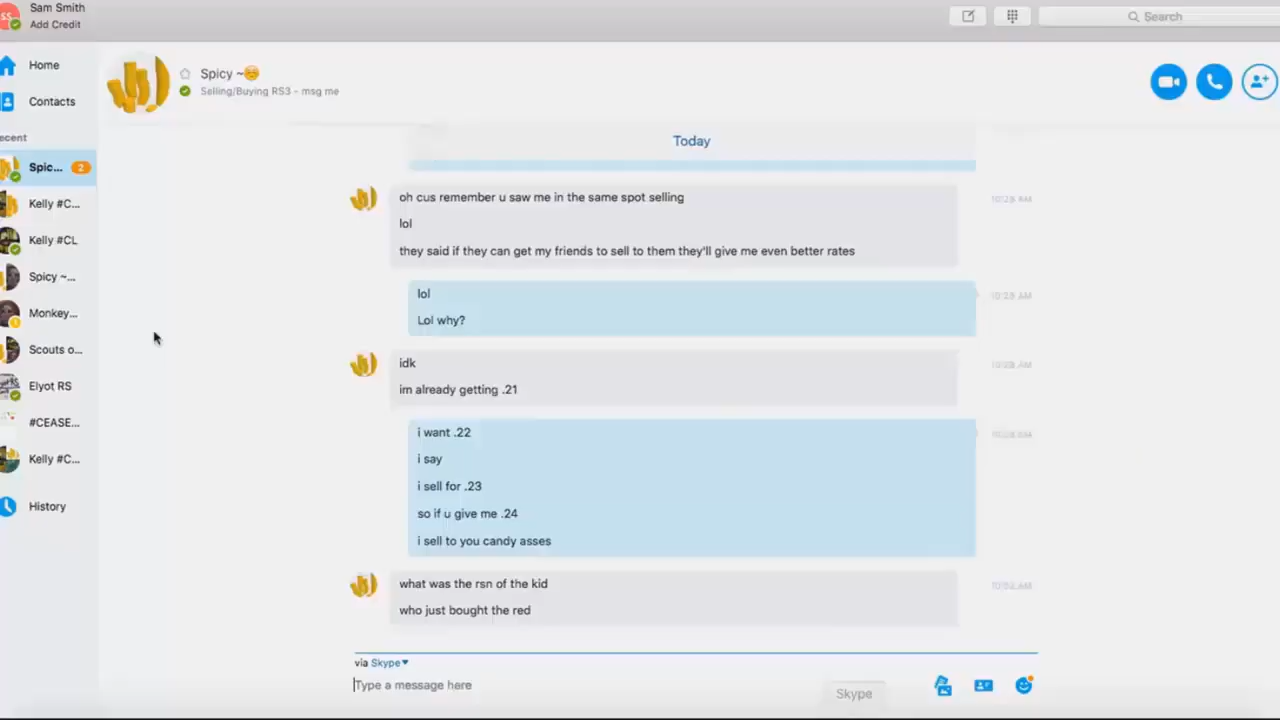 Sam Smith
Add Credit
Search
Home
Contacts
ecent
Spic... 2
Kelly #C...
Kelly #CL
Spicy ~...
Monkey...
Scouts o...
Elyot RS
#CEASE...
Kelly #C...
History
Spicy ~
Selling/Buying RS3 - msg me
Today
oh cus remember u saw me in the same spot selling
lol
they said if they can get my friends to sell to them they'll give me even better rates
lol
Lol why?
idk
im already getting .21
i want .22
i say
i sell for .23
so if u give me .24
i sell to you candy asses
what was the rsn of the kid
who just bought the red
via Skype
Type a message here
Skype